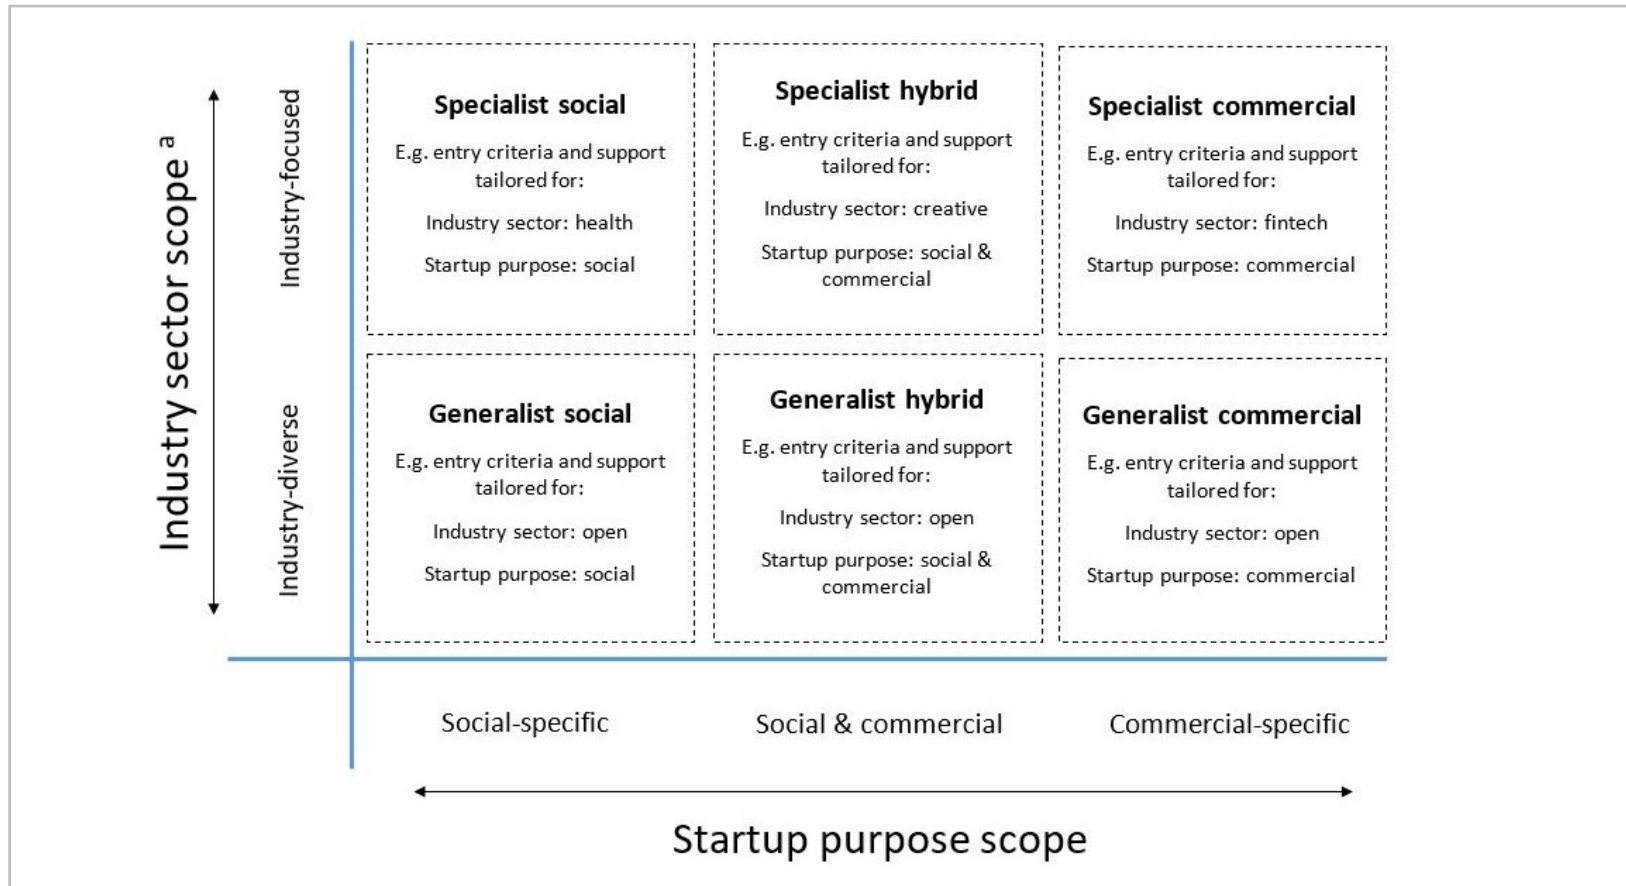 Industry sector scope a
Industry-focused
Specialist social
E.g. entry criteria and support
tailored for:
Industry sector: health
Startup purpose: social
Specialist hybrid
E.g. entry criteria and support
tailored for:
Industry sector: creative
Startup purpose: social &
commercial
Specialist commercial
E.g. entry criteria and support
tailored for:
Industry sector: fintech
Startup purpose: commercial
Industry-diverse
Generalist social
E.g. entry criteria and support
tailored for:
Industry sector: open
Startup purpose: social
Generalist hybrid
E.g. entry criteria and support
tailored for:
Industry sector: open
Startup purpose: social &
commercial
Generalist commercial
E.g. entry criteria and support
tailored for:
Industry sector: open
Startup purpose: commercial
Social-specific
Social & commercial
Commercial-specific
Startup purpose scope